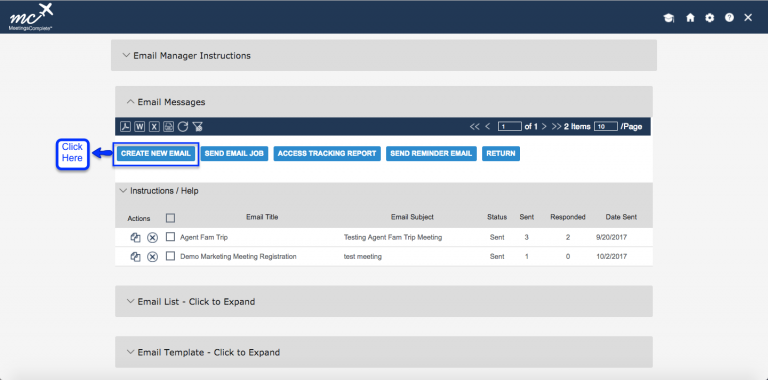 mc
MeetingsComplete®
Email Manager Instructions
Email Messages
<< < 1 of 1 > >> 2 Items 10 /Page
Click
Here
CREATE NEW EMAIL SEND EMAIL JOB ACCESS TRACKING REPORT SEND REMINDER EMAIL RETURN
Instructions / Help
Actions Email Title Email Subject Status Sent Responded Date Sent
Agent Fam Trip Testing Agent Fam Trip Meeting Sent 3 2 9/20/2017
Demo Marketing Meeting Registration test meeting Sent 1 0 10/2/2017
Email List - Click to Expand
Email Template - Click to Expand